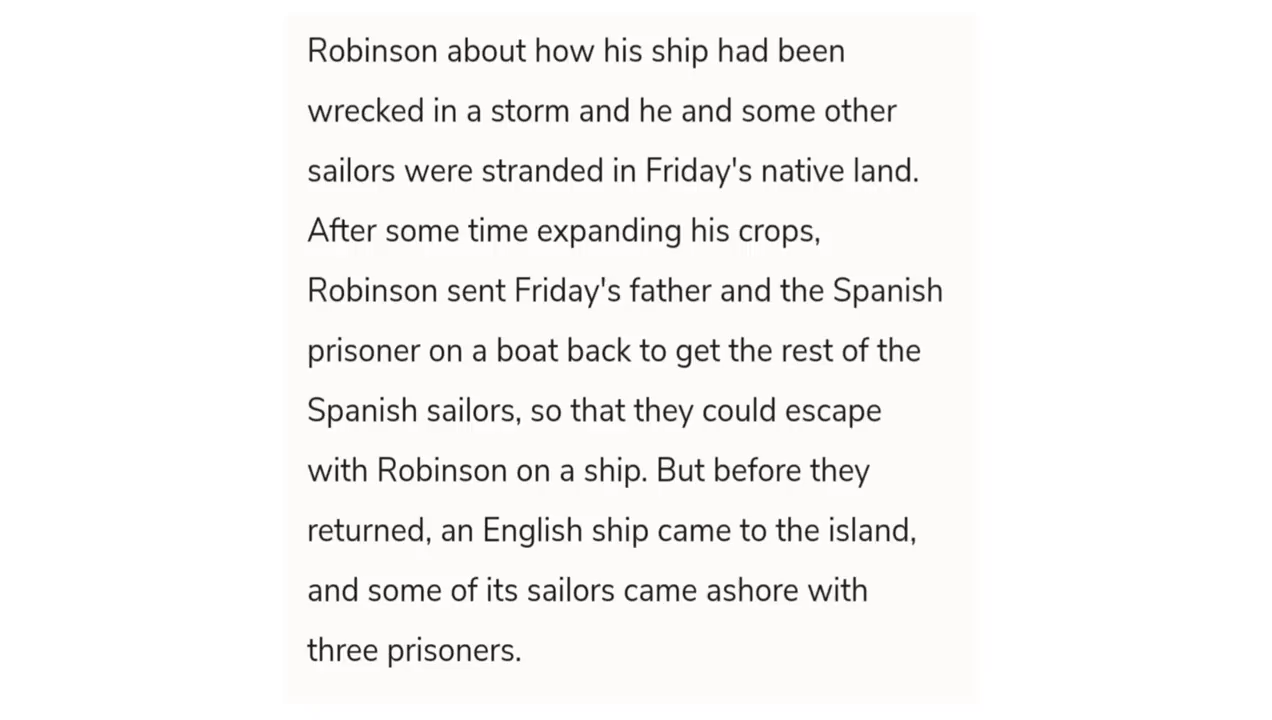 Robinson about how his ship had been
wrecked in a storm and he and some other
sailors were stranded in Friday's native land.
After some time expanding his crops,
Robinson sent Friday's father and the Spanish
prisoner on a boat back to get the rest of the
Spanish sailors, so that they could escape
with Robinson on a ship. But before they
returned, an English ship came to the island,
and some of its sailors came ashore with
three prisoners.